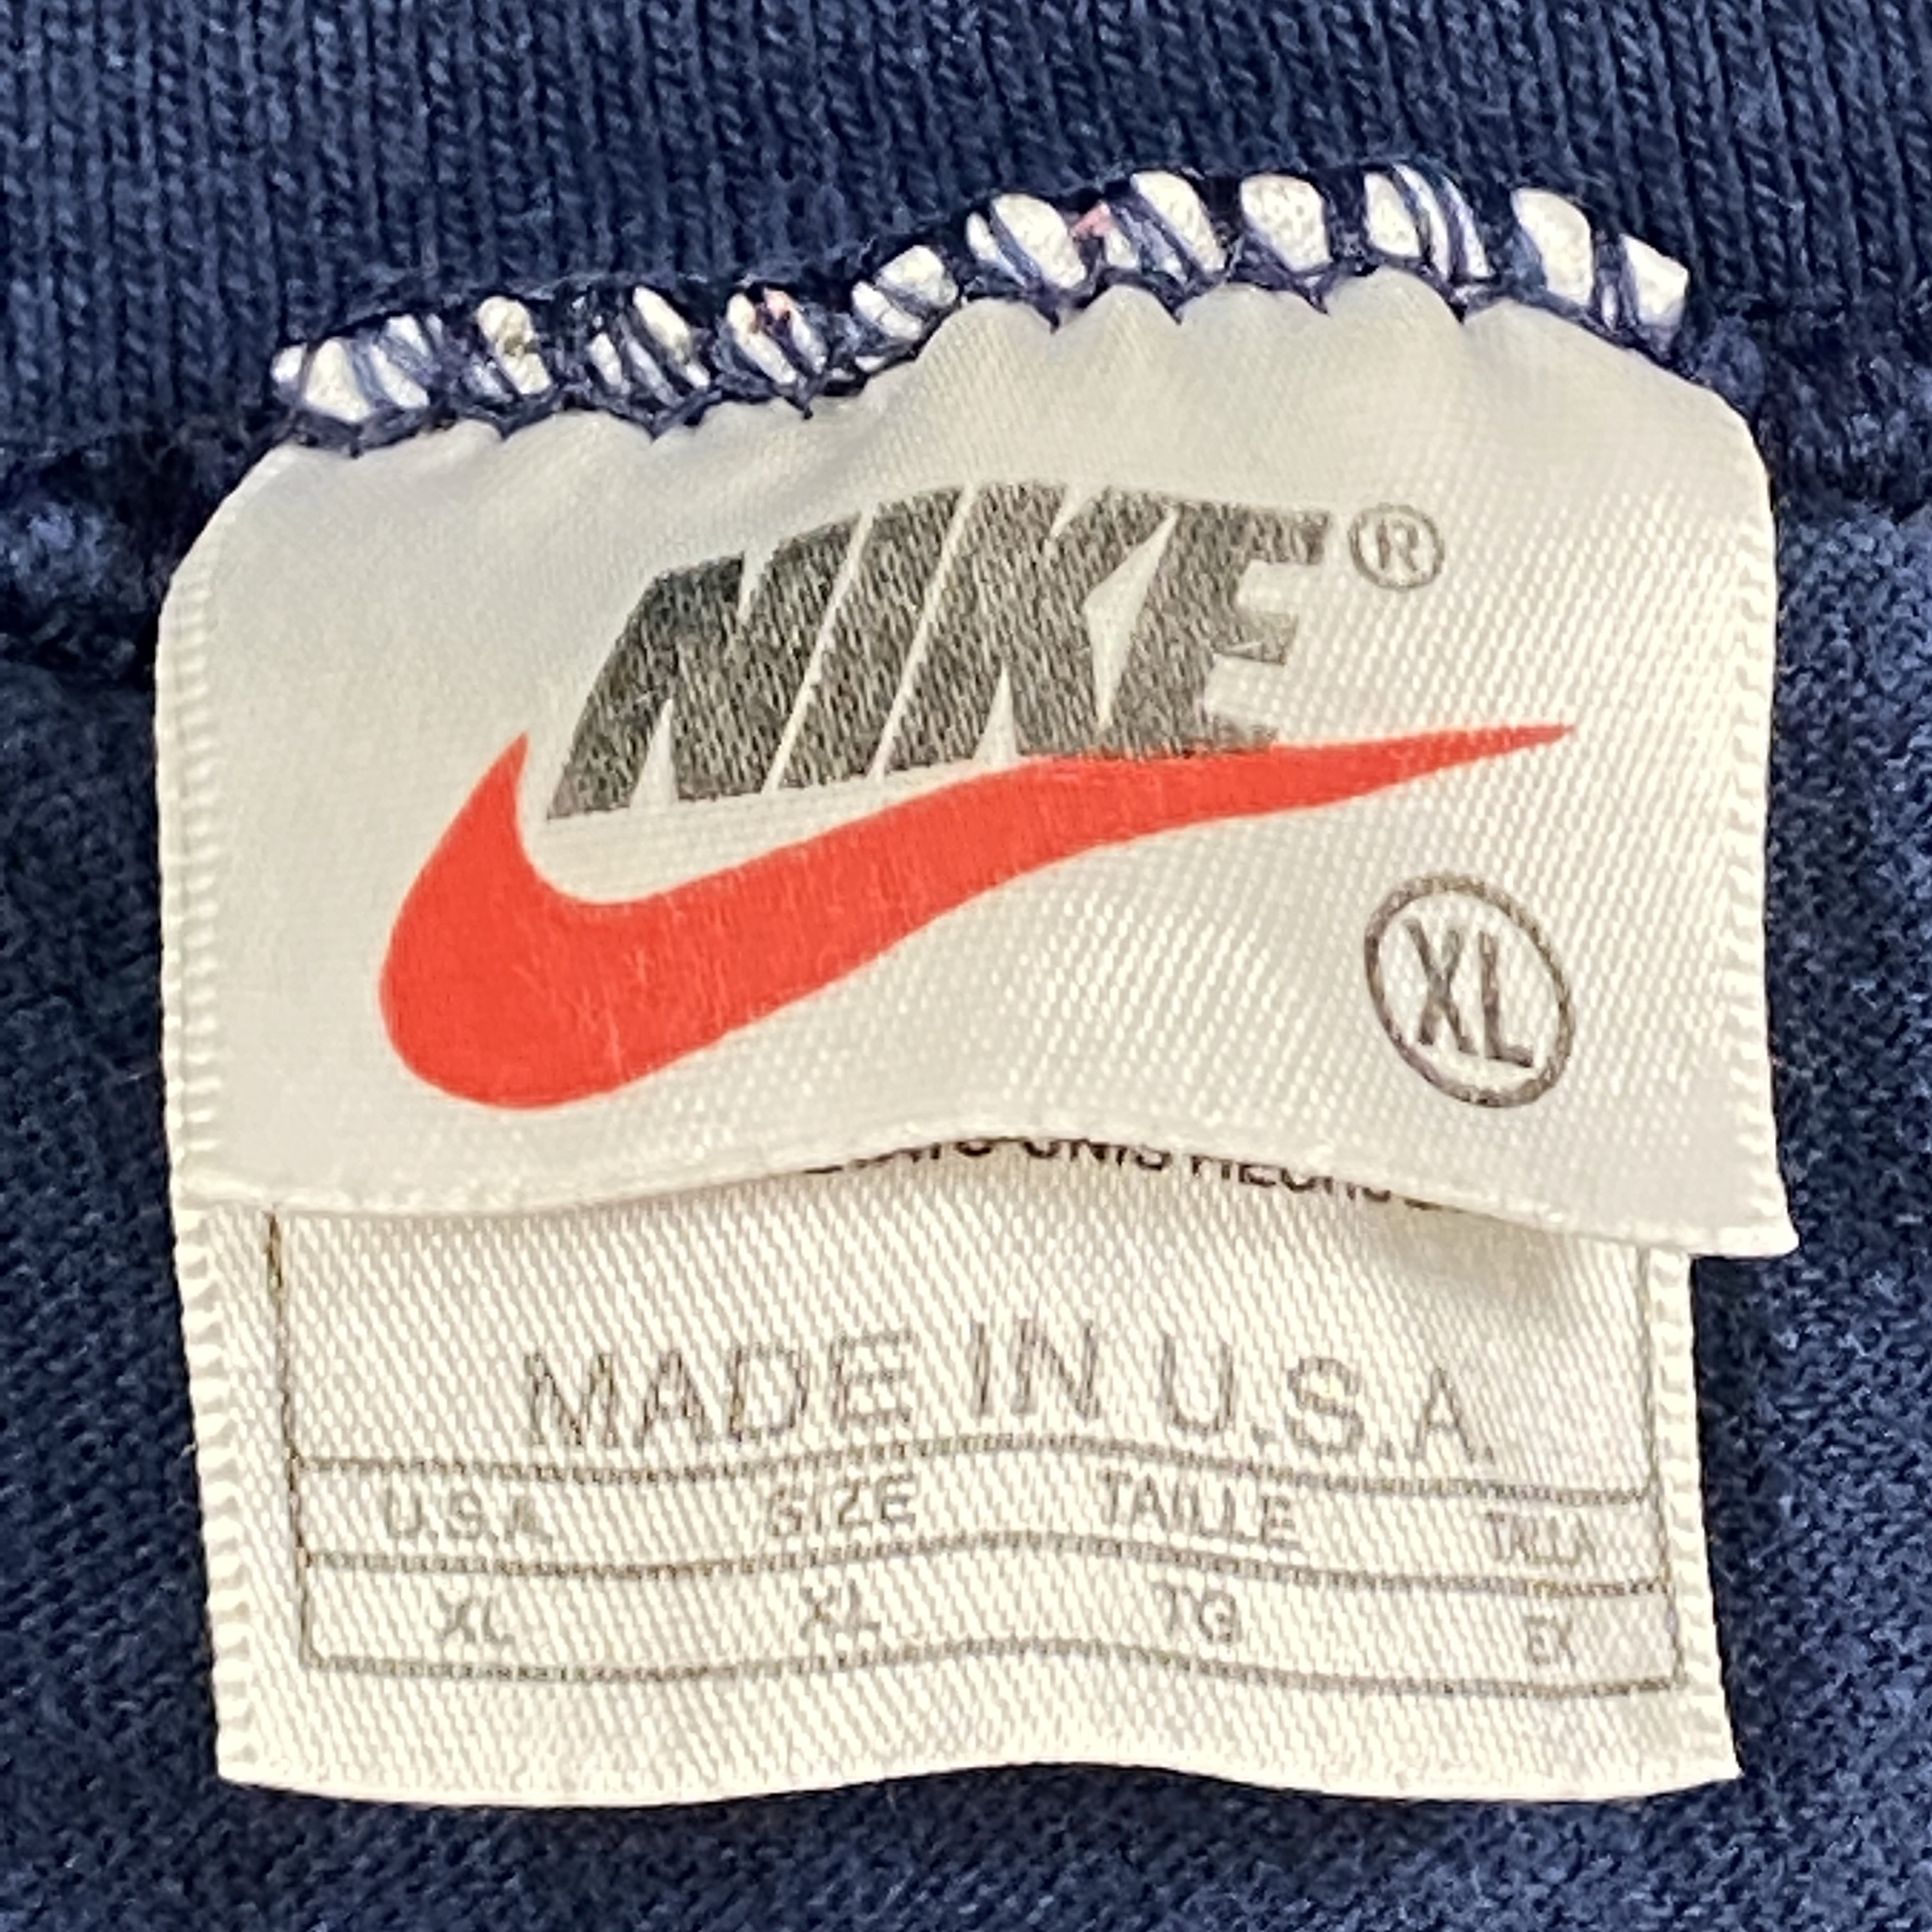 NIKE®
XL
MADE IN U.S.A.
U.S.A. SIZE TAILLE TALLA
XL XL TG EX